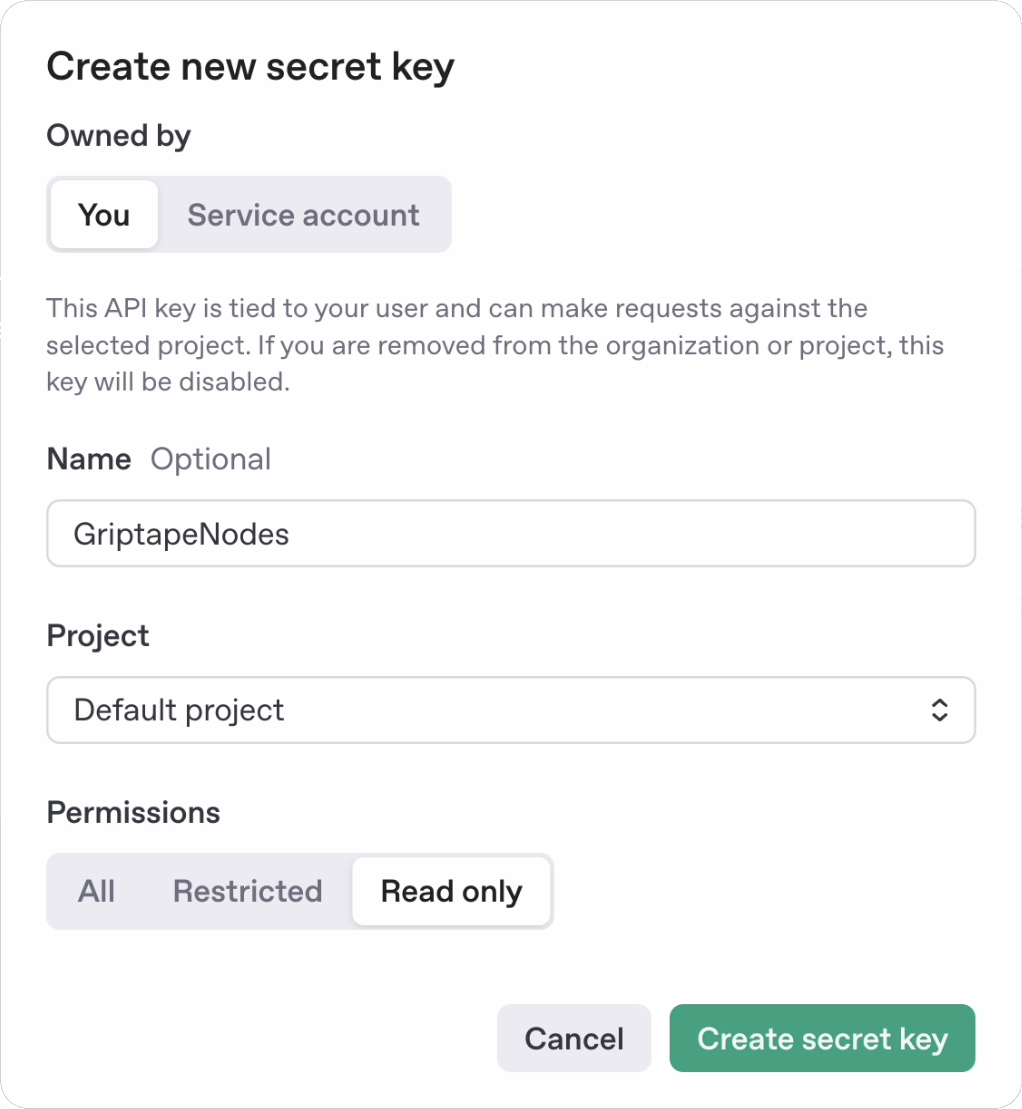 Create new secret key
Owned by
You Service account
This API key is tied to your user and can make requests against the
selected project. If you are removed from the organization or project, this
key will be disabled.
Name Optional
GriptapeNodes
Project
Default project
Permissions
All Restricted Read only
Cancel Create secret key